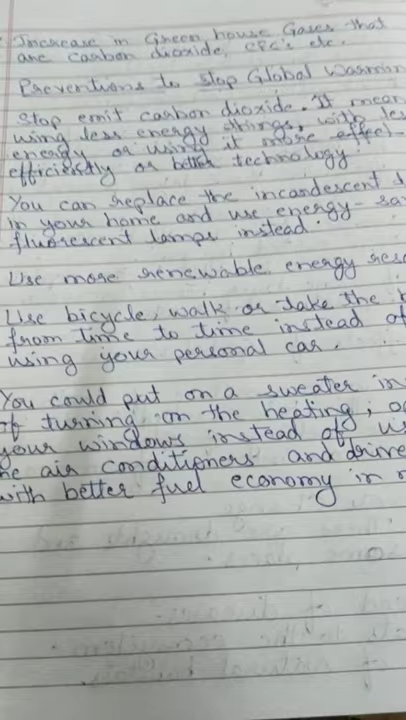 Increase in Green house Gases that
are carbon dioxide, CFC's etc.
Preventions to stop Global Warmin
Stop emit carbon dioxide. It mean
using less energy things, with les
energy or using it more effec-
efficiently or better technology
You can replace the incandescent
in your home and use energy-sa
fluorescent lamps instead.
Use more renewable energy reso
Use bicycle, walk or take the b
from time to time instead of
using your personal car.
You could put on a sweater in
of turning on the heating, o
your windows instead of us
he air conditioners and drive
with better fuel economy in